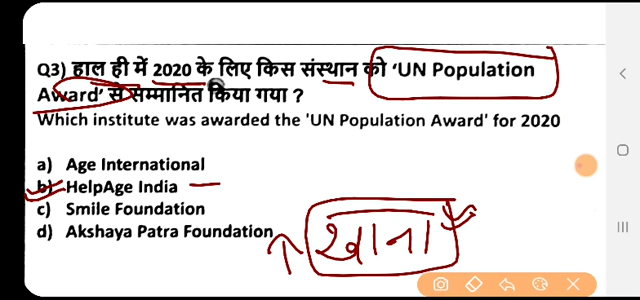 Q3) हाल ही में 2020 के लिए किस संस्थान को 'UN Population
Award' से सम्मानित किया गया ?
Which institute was awarded the 'UN Population Award' for 2020
a) Age International
b) HelpAge India
c) Smile Foundation
d) Akshaya Patra Foundation
खाना